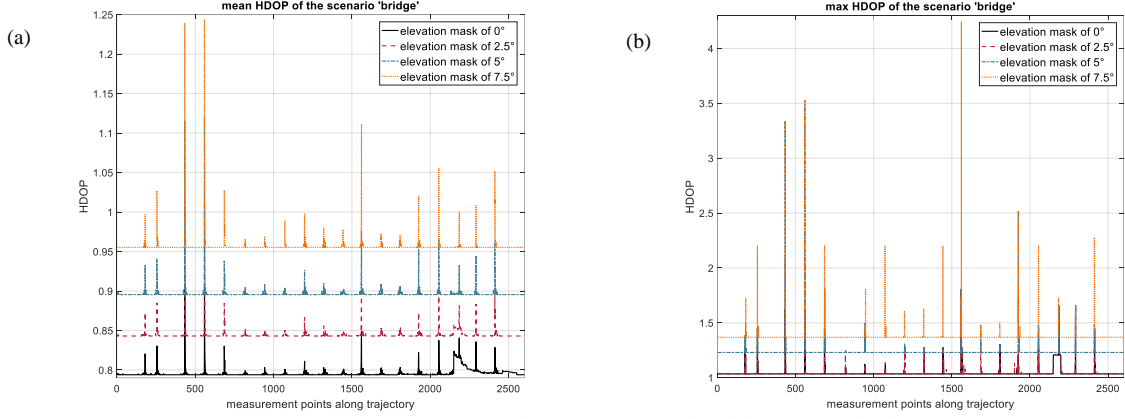 (a)
mean HDOP of the scenario 'bridge'
1.25
1.2
1.15
1.1
1.05
1
0.95
0.9
0.85
0.8
HDOP
elevation mask of 0°
elevation mask of 2.5°
elevation mask of 5°
elevation mask of 7.5°
0 500 1000 1500 2000 2500
measurement points along trajectory
(b)
max HDOP of the scenario 'bridge'
4
3.5
3
2.5
2
1.5
1
HDOP
elevation mask of 0°
elevation mask of 2.5°
elevation mask of 5°
elevation mask of 7.5°
0 500 1000 1500 2000 2500
measurement points along trajectory